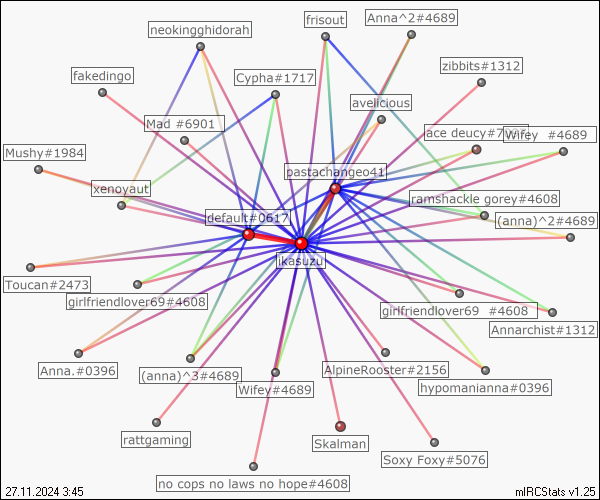 neokingghidorah
frisout
Anna^2#4689
fakedingo
Cypha#1717
zibbits#1312
avelicious
Mad #6901
ace deucy#7
Wifey #4689
Mushy#1984
pastachangeo41
xenoyaut
ramshackle gorey#4608
default#0617
(anna)^2#4689
ikasuzu
Toucan#2473
girlfriendlover69#4608
girlfriendlover69 #4608
Annarchist#1312
Anna.#0396
(anna)^3#4689
AlpineRooster#2156
Wifey#4689
hypomanianna#0396
rattgaming
Skalman
Soxy Foxy#5076
no cops no laws no hope#4608
27.11.2024 3:45
mIRCStats v1.25